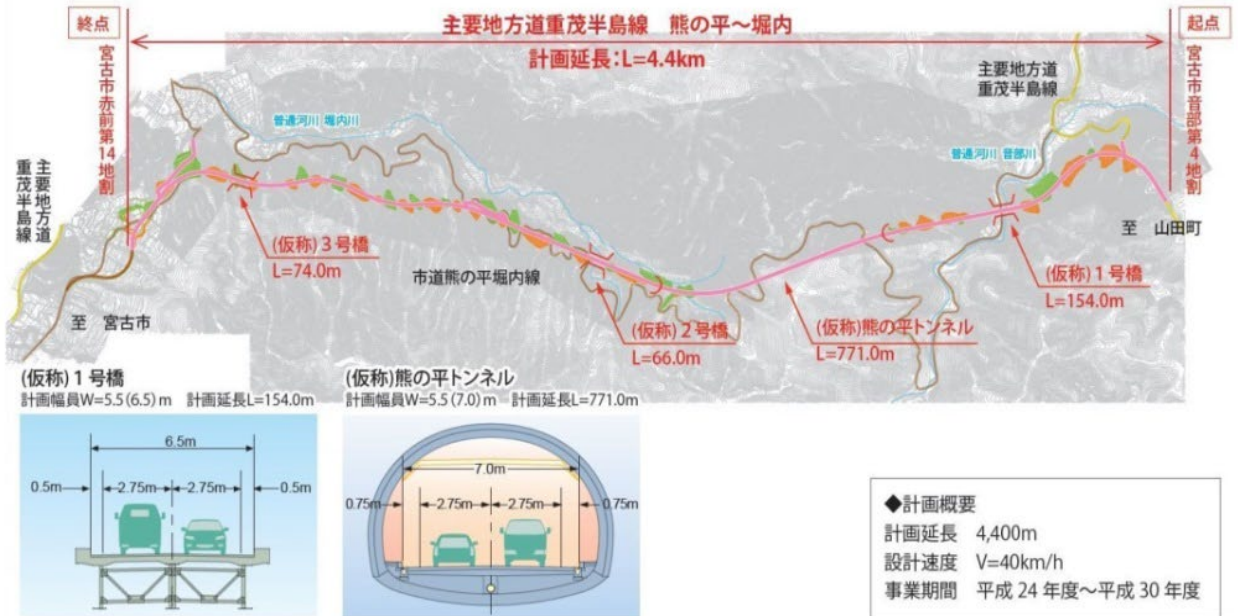 終点
主要地方道重茂半島線 熊の平～堀内
起点
計画延長:L=4.4km
宮古市赤前第14地割
宮古市音部第4地割
主要地方道
重茂半島線
普通河川 堀内川
普通河川 音部川
主要地方道
重茂半島線
(仮称)3号橋
L=74.0m
市道熊の平堀内線
至 山田町
(仮称)1号橋
L=154.0m
至 宮古市
(仮称)2号橋
L=66.0m
(仮称)熊の平トンネル
L=771.0m
(仮称)1号橋
計画幅員W=5.5(6.5)m 計画延長L=154.0m
6.5m
0.5m
2.75m
2.75m
0.5m
(仮称)熊の平トンネル
計画幅員W=5.5(7.0)m 計画延長L=771.0m
7.0m
0.75m
2.75m
2.75m
0.75m
◆計画概要
計画延長 4,400m
設計速度 V=40km/h
事業期間 平成24年度～平成30年度